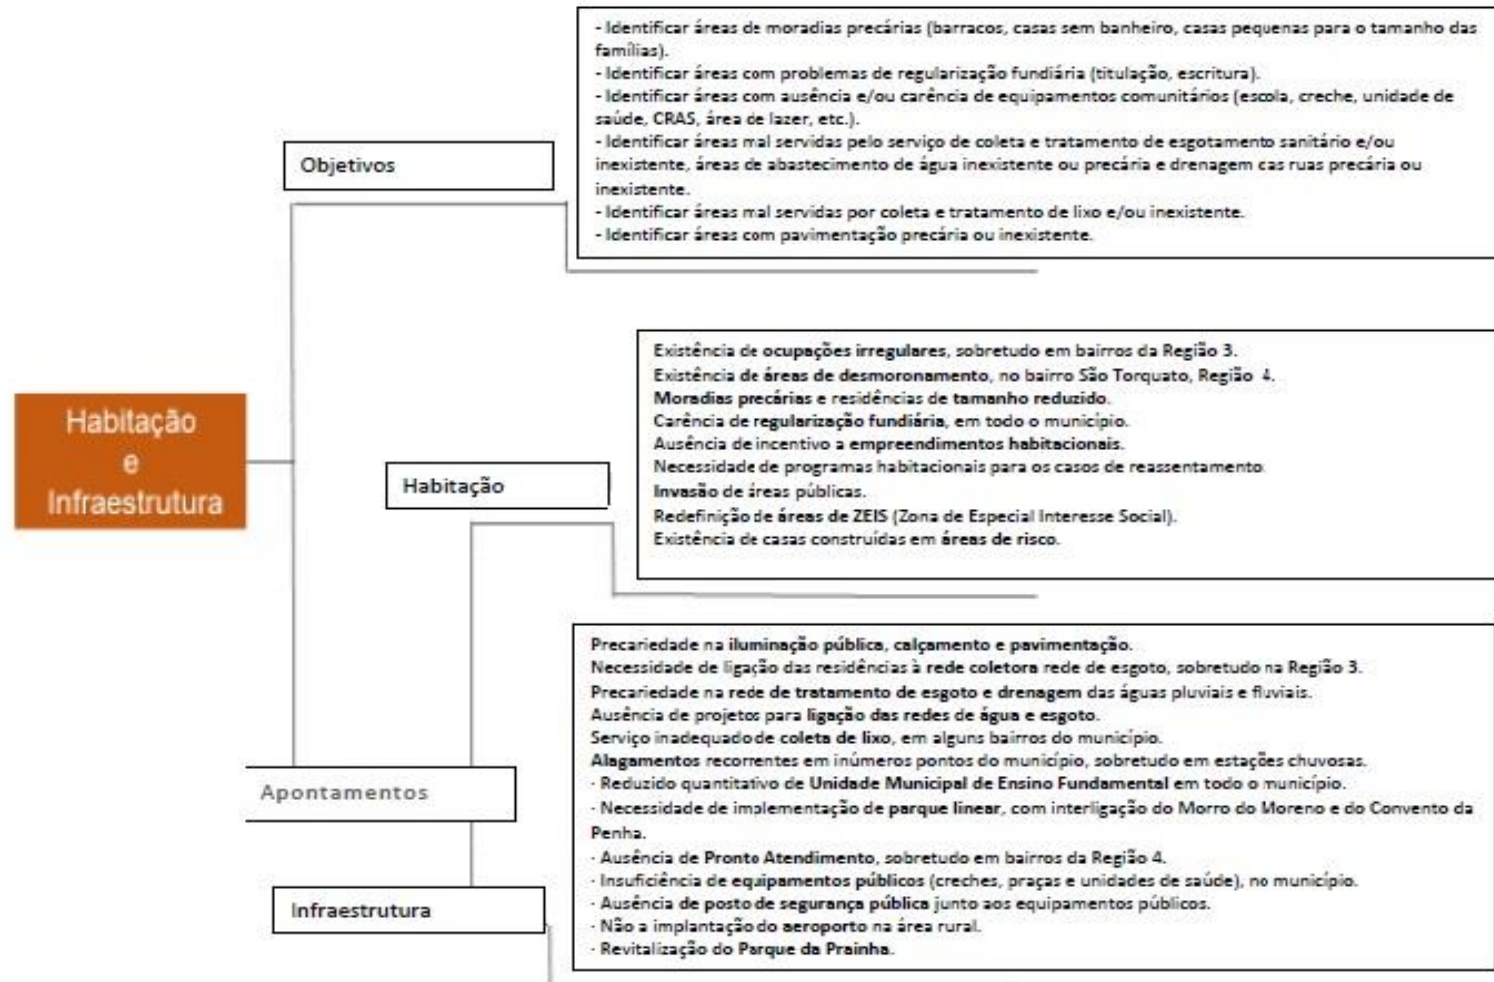 Habitação
e
Infraestrutura
Objetivos
- Identificar áreas de moradias precárias (barracos, casas sem banheiro, casas pequenas para o tamanho das
famílias).
- Identificar áreas com problemas de regularização fundiária (titulação, escritura).
- Identificar áreas com ausência e/ou carência de equipamentos comunitários (escola, creche, unidade de
saúde, CRAS, área de lazer, etc.).
- Identificar áreas mal servidas pelo serviço de coleta e tratamento de esgotamento sanitário e/ou
inexistente, áreas de abastecimento de água inexistente ou precária e drenagem cas ruas precária ou
inexistente.
- Identificar áreas mal servidas por coleta e tratamento de lixo e/ou inexistente.
- Identificar áreas com pavimentação precária ou inexistente.
Apontamentos
Habitação
Existência de ocupações irregulares, sobretudo em bairros da Região 3.
Existência de áreas de desmoronamento, no bairro São Torquato, Região 4.
Moradias precárias e residências de tamanho reduzido.
Carência de regularização fundiária, em todo o município.
Ausência de incentivo a empreendimentos habitacionais.
Necessidade de programas habitacionais para os casos de reassentamento
Invasão de áreas públicas.
Redefinição de áreas de ZEIS (Zona de Especial Interesse Social).
Existência de casas construídas em áreas de risco.
Infraestrutura
Precariedade na iluminação pública, calçamento e pavimentação.
Necessidade de ligação das residências à rede coletora rede de esgoto, sobretudo na Região 3.
Precariedade na rede de tratamento de esgoto e drenagem das águas pluviais e fluviais.
Ausência de projetos para ligação das redes de água e esgoto.
Serviço inadequado de coleta de lixo, em alguns bairros do município.
Alagamentos recorrentes em inúmeros pontos do município, sobretudo em estações chuvosas.
· Reduzido quantitativo de Unidade Municipal de Ensino Fundamental em todo o município.
· Necessidade de implementação de parque linear, com interligação do Morro do Moreno e do Convento da
Penha.
· Ausência de Pronto Atendimento, sobretudo em bairros da Região 4.
· Insuficiência de equipamentos públicos (creches, praças e unidades de saúde), no município.
· Ausência de posto de segurança pública junto aos equipamentos públicos.
· Não a implantação do aeroporto na área rural.
· Revitalização do Parque da Prainha.